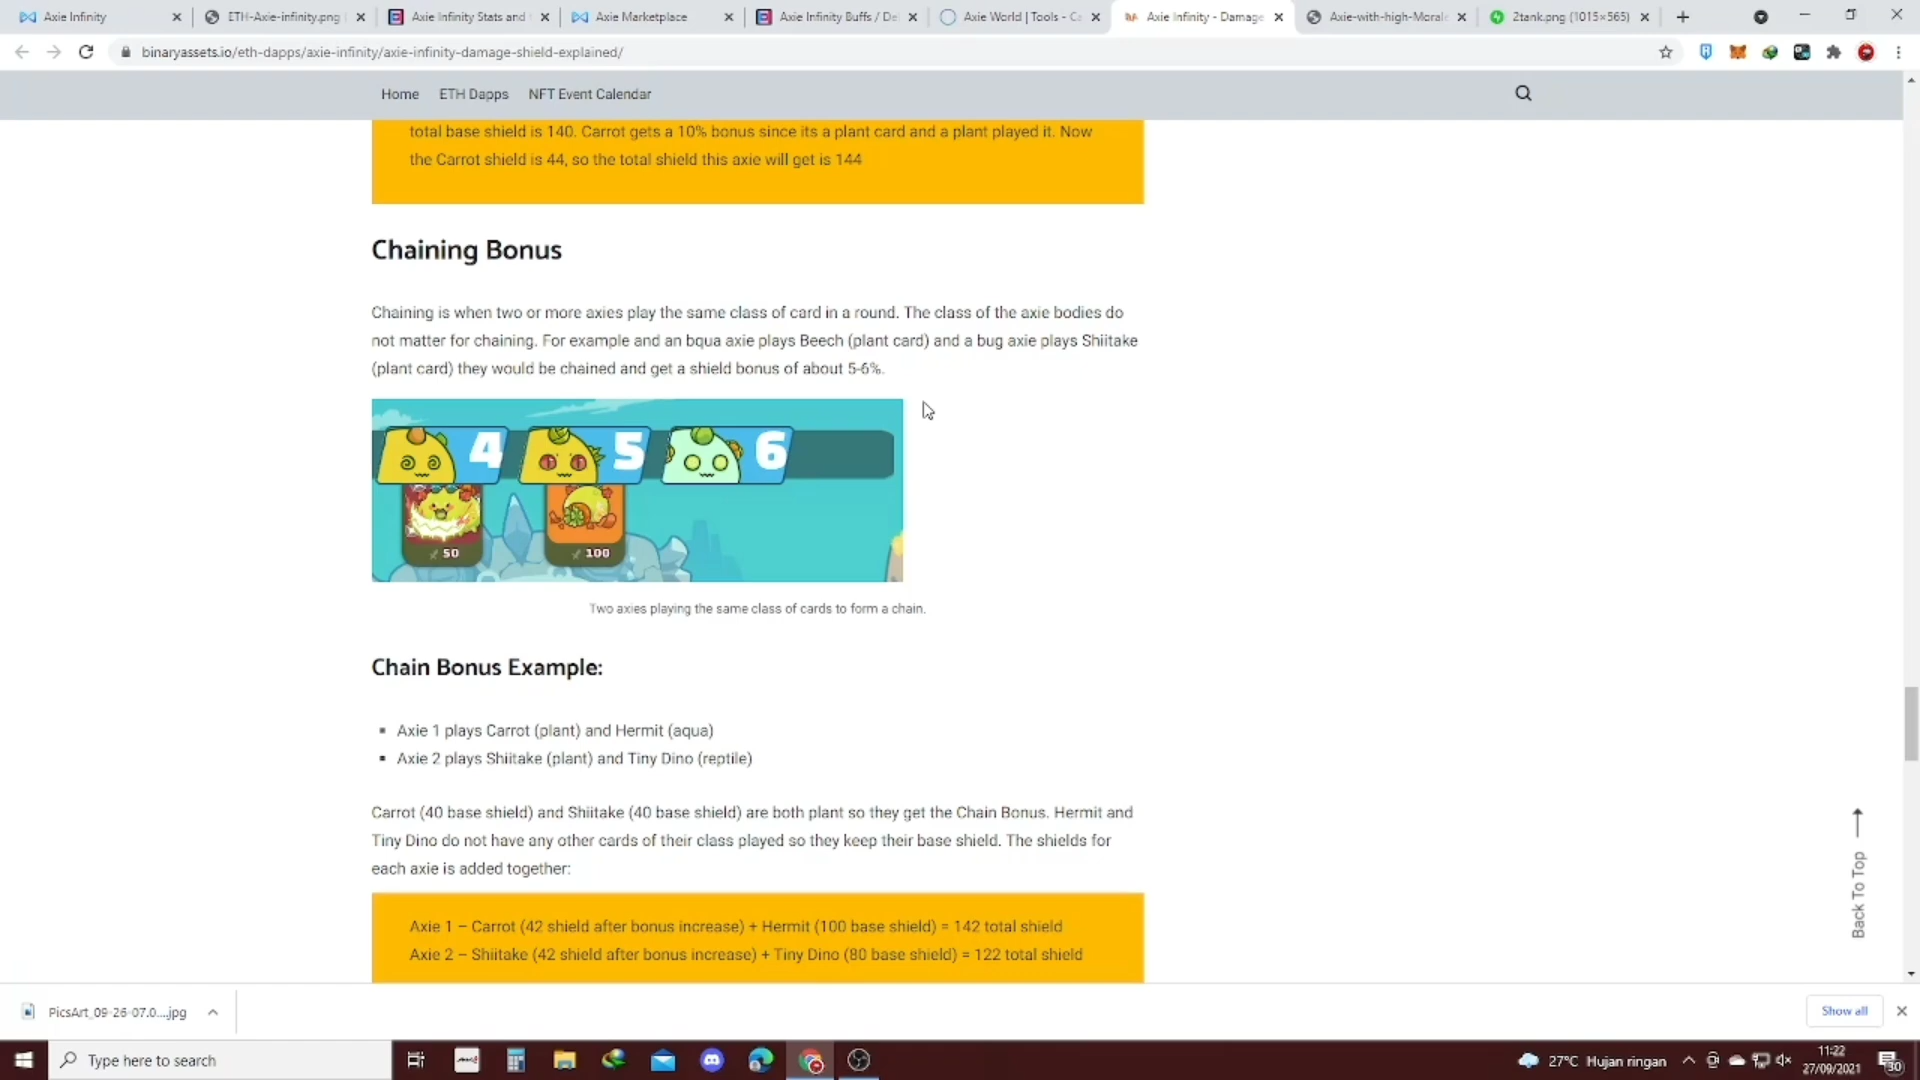 Axie Infinity
ETH-Axie-infinity.png
Axie Infinity Stats and
Axie Marketplace
Axie Infinity Buffs / De
Axie World | Tools - Ca
Axie Infinity - Damage
Axie-with-high-Morale
2tank.png (1015×565)
binaryassets.io/eth-dapps/axie-infinity/axie-infinity-damage-shield-explained/
Home ETH Dapps NFT Event Calendar
total base shield is 140. Carrot gets a 10% bonus since its a plant card and a plant played it. Now
the Carrot shield is 44, so the total shield this axie will get is 144
Chaining Bonus
Chaining is when two or more axies play the same class of card in a round. The class of the axie bodies do
not matter for chaining. For example and an bqua axie plays Beech (plant card) and a bug axie plays Shiitake
(plant card) they would be chained and get a shield bonus of about 5-6%.
4 5 6
50 100
Two axies playing the same class of cards to form a chain.
Chain Bonus Example:
Axie 1 plays Carrot (plant) and Hermit (aqua)
Axie 2 plays Shiitake (plant) and Tiny Dino (reptile)
Carrot (40 base shield) and Shiitake (40 base shield) are both plant so they get the Chain Bonus. Hermit and
Tiny Dino do not have any other cards of their class played so they keep their base shield. The shields for
each axie is added together:
Axie 1 – Carrot (42 shield after bonus increase) + Hermit (100 base shield) = 142 total shield
Axie 2 – Shiitake (42 shield after bonus increase) + Tiny Dino (80 base shield) = 122 total shield
Back To Top
PicsArt_09-26-07.0....jpg
Show all
Type here to search
27°C Hujan ringan
11:22
27/09/2021
30